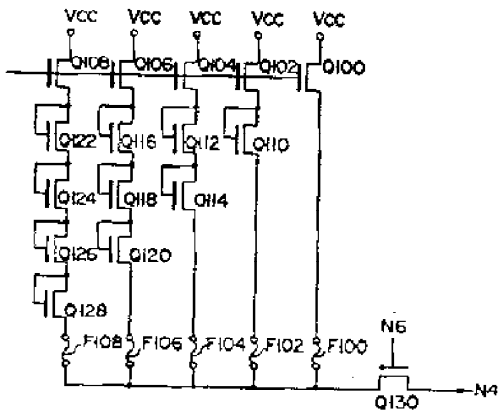 VCC VCC VCC VCC VCC
Q108 Q106 Q104 Q102 Q100
Q122 Q116 Q112 Q110
Q124 Q118 Q114
Q126 Q120
Q128
F108 F106 F104 F102 F100
N6
N4
Q130